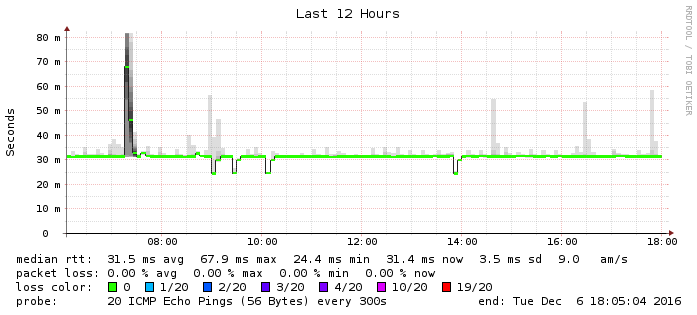 Last 12 Hours
RRDTOOL / TOBI OETIKER
Seconds
80 m
70 m
60 m
50 m
40 m
30 m
20 m
10 m
0
08:00 10:00 12:00 14:00 16:00 18:00
median rtt: 31.5 ms avg 67.9 ms max 24.4 ms min 31.4 ms now 3.5 ms sd 9.0 am/s
packet loss: 0.00 % avg 0.00 % max 0.00 % min 0.00 % now
loss color: 0 1/20 2/20 3/20 4/20 10/20 19/20
probe: 20 ICMP Echo Pings (56 Bytes) every 300s end: Tue Dec 6 18:05:04 2016